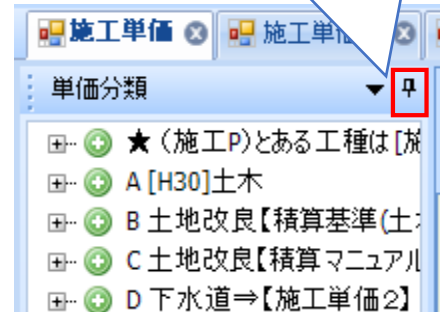 施工単価 施工単価
単価分類
★（施工P)とある工種は[施
A [H30]土木
B 土地改良【積算基準(土
C 土地改良【積算マニュアル
D 下水道⇒【施工単価2】